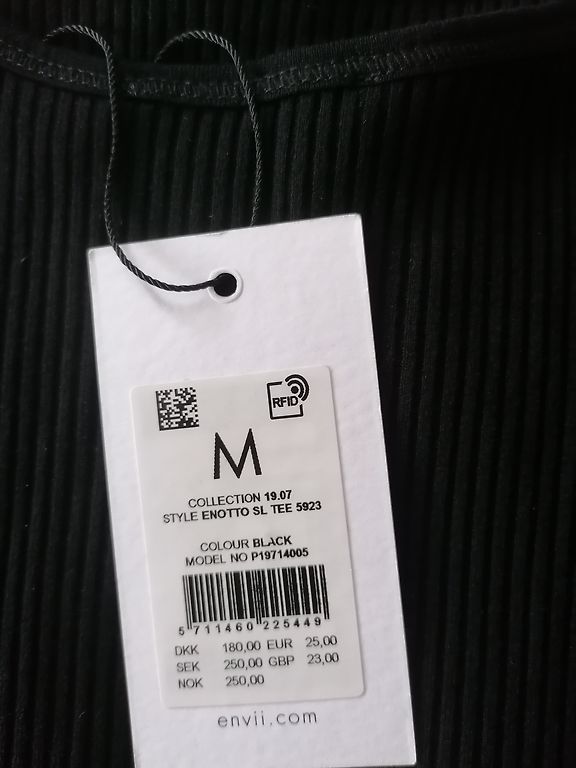 RFID
M
COLLECTION 19.07
STYLE ENOTTO SL TEE 5923
COLOUR BLACK
MODEL NO P19714005
5 711460 225449
DKK 180,00 EUR 25,00
SEK 250,00 GBP 23,00
NOK 250,00
envii.com